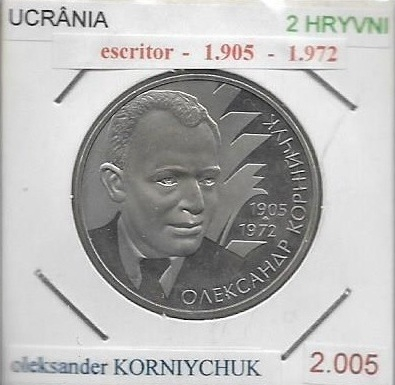 UCRÂNIA
2 HRYVNI
escritor - 1.905 - 1.972
ОЛЕКСАНДР КОРНІЙЧУК
1905
1972
oleksander KORNIYCHUK
2.005